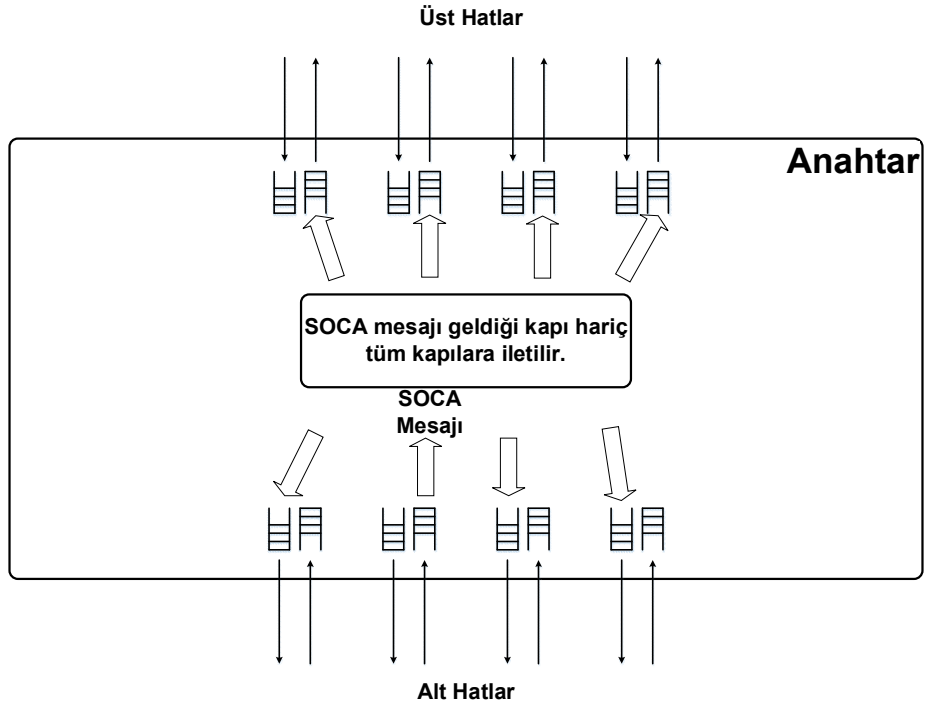 Üst Hatlar
Anahtar
SOCA mesajı geldiği kapı hariç
tüm kapılara iletilir.
SOCA
Mesajı
Alt Hatlar